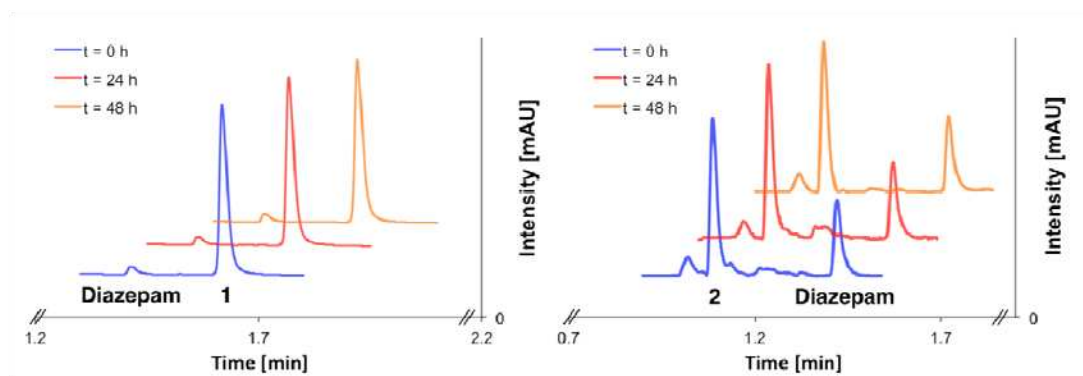 t = 0 h
t = 24 h
t = 48 h
Intensity [mAU]
Diazepam 1
0
1.2 1.7 2.2
Time [min]
t = 0 h
t = 24 h
t = 48 h
Intensity [mAU]
2 Diazepam
0
0.7 1.2 1.7
Time [min]